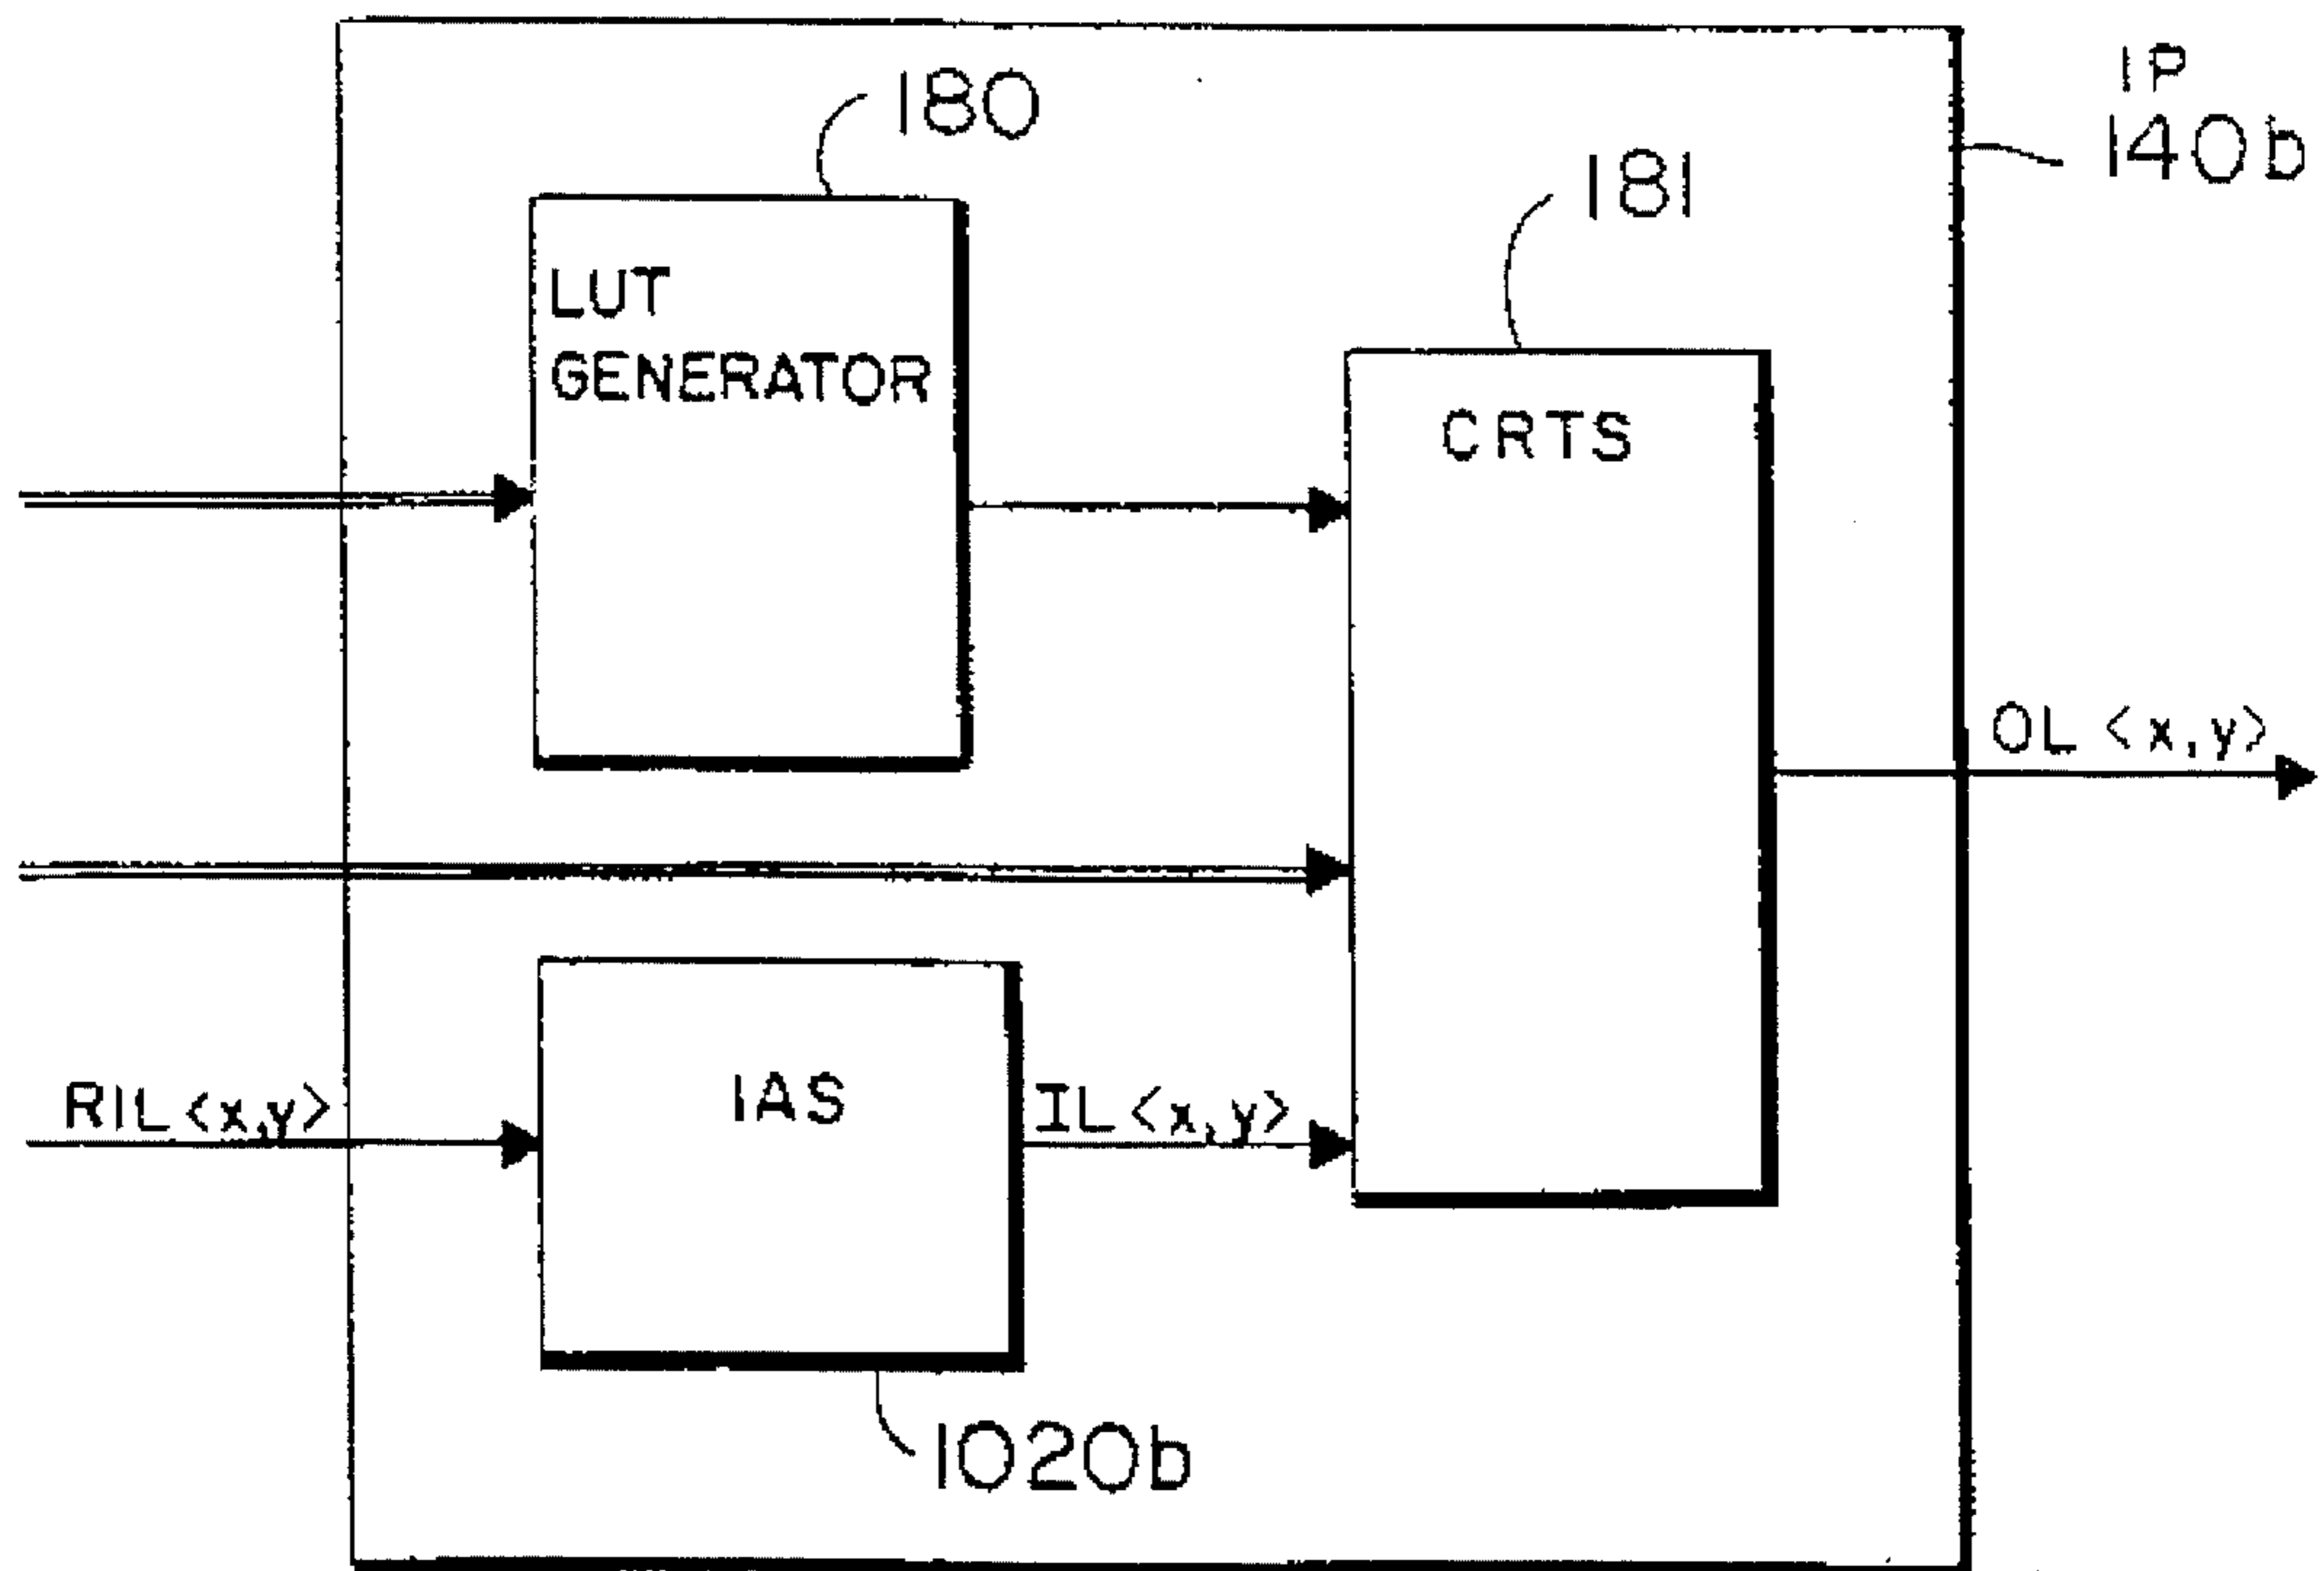 180
IP
140b
181
LUT
GENERATOR
CRTS
OL <x,y>
RIL<x,y>
IAS
IL<x,y>
1020b